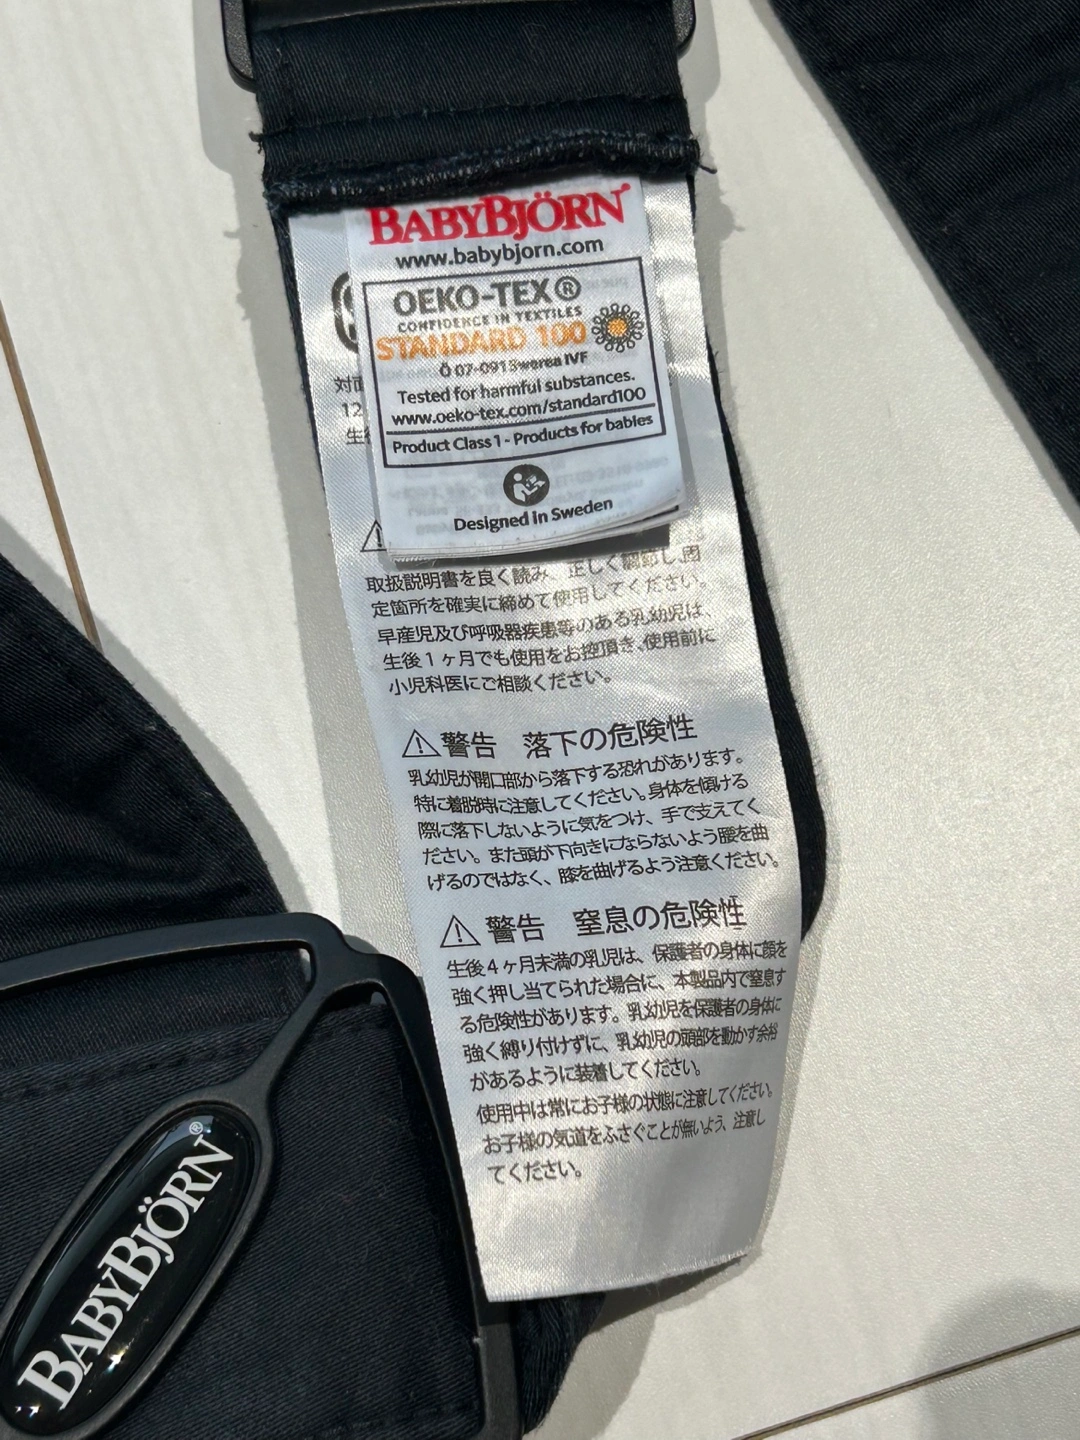 BABYBJÖRN®
www.babybjorn.com
OEKO-TEX®
CONFIDENCE IN TEXTILES
STANDARD 100
Tested for harmful substances.
www.oeko-tex.com/standard100
Product Class 1 - Products for babies
Designed in Sweden
対面
12
生後
取扱説明書を良く読み、正しく調節し、固
定箇所を確実に締めて使用してください。
早産児及び呼吸器疾患等のある乳幼児は、
生後1ヶ月でも使用をお控頂き、使用前に
小児科医にご相談ください。
⚠警告 落下の危険性
乳幼児が開口部から落下する恐れがあります。
特に着脱時に注意してください。身体を傾ける
際に落下しないように気をつけ、手で支えてく
ださい。また頭が下向きにならないよう腰を曲
げるのではなく、膝を曲げるよう注意ください。
⚠警告 窒息の危険性
生後4ヶ月未満の乳児は、保護者の身体に顔を
強く押し当てられた場合に、本製品内で窒息す
る危険性があります。乳幼児を保護者の身体に
強く縛り付けずに、乳幼児の頭部を動かす余裕
があるように装着してください。
使用中は常にお子様の状態に注意してください。
お子様の気道をふさぐことが無いよう、注意し
てください。
BABYBJÖRN®